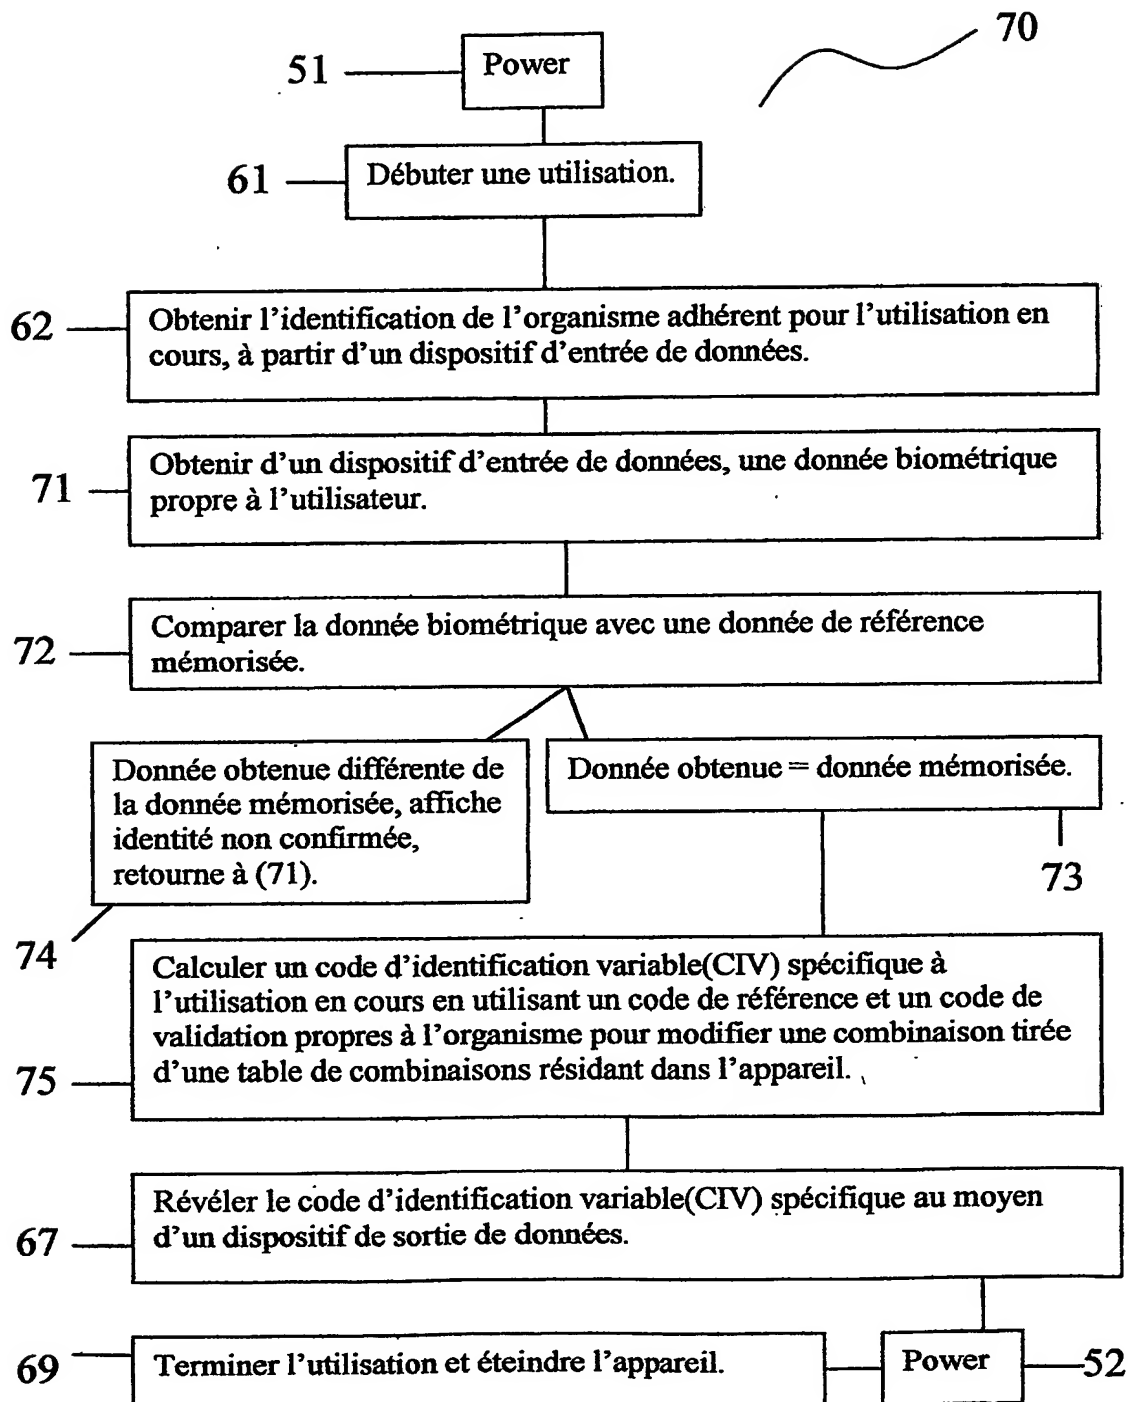 70
51
Power
61
Débuter une utilisation.
62
Obtenir l'identification de l'organisme adhérent pour l'utilisation en
cours, à partir d'un dispositif d'entrée de données.
71
Obtenir d'un dispositif d'entrée de données, une donnée biométrique
propre à l'utilisateur.
72
Comparer la donnée biométrique avec une donnée de référence
mémorisée.
Donnée obtenue différente de
la donnée mémorisée, affiche
identité non confirmée,
retourne à (71).
74
Donnée obtenue = donnée mémorisée.
73
75
Calculer un code d'identification variable(CIV) spécifique à
l'utilisation en cours en utilisant un code de référence et un code de
validation propres à l'organisme pour modifier une combinaison tirée
d'une table de combinaisons résidant dans l'appareil.
67
Révéler le code d'identification variable(CIV) spécifique au moyen
d'un dispositif de sortie de données.
69
Terminer l'utilisation et éteindre l'appareil.
Power
52